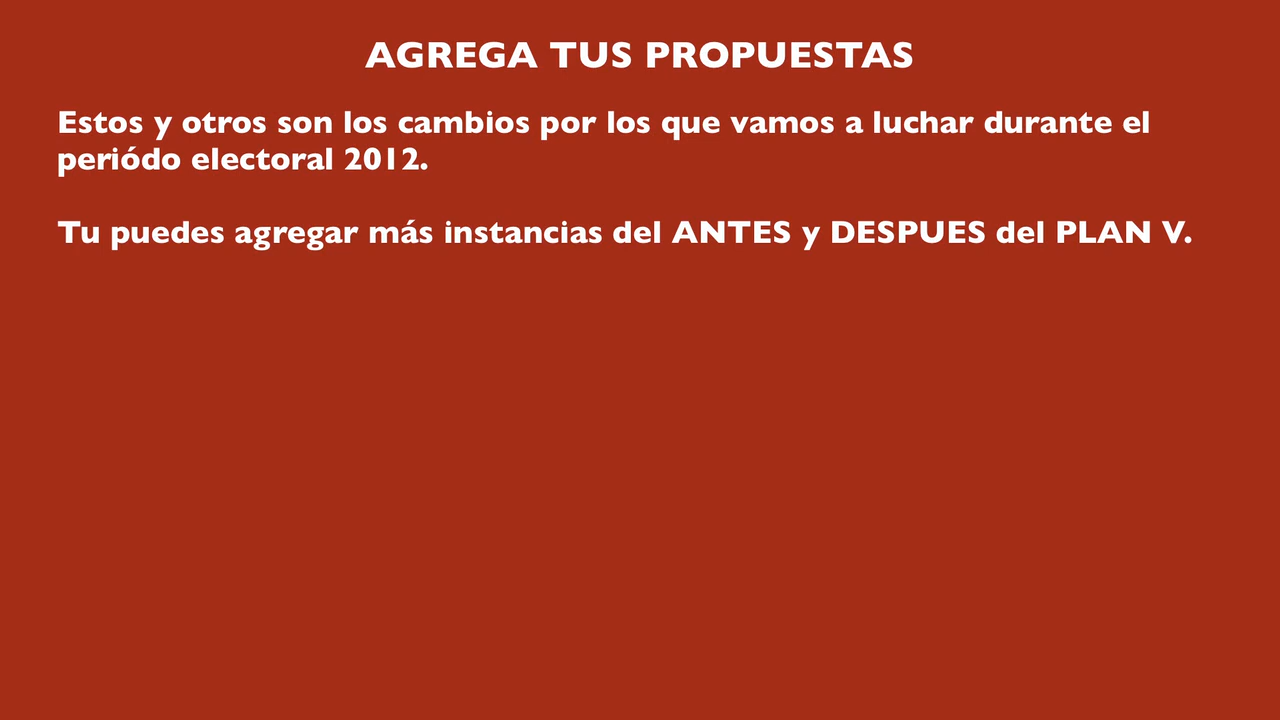 AGREGA TUS PROPUESTAS
Estos y otros son los cambios por los que vamos a luchar durante el
periódo electoral 2012.
Tu puedes agregar más instancias del ANTES y DESPUES del PLAN V.